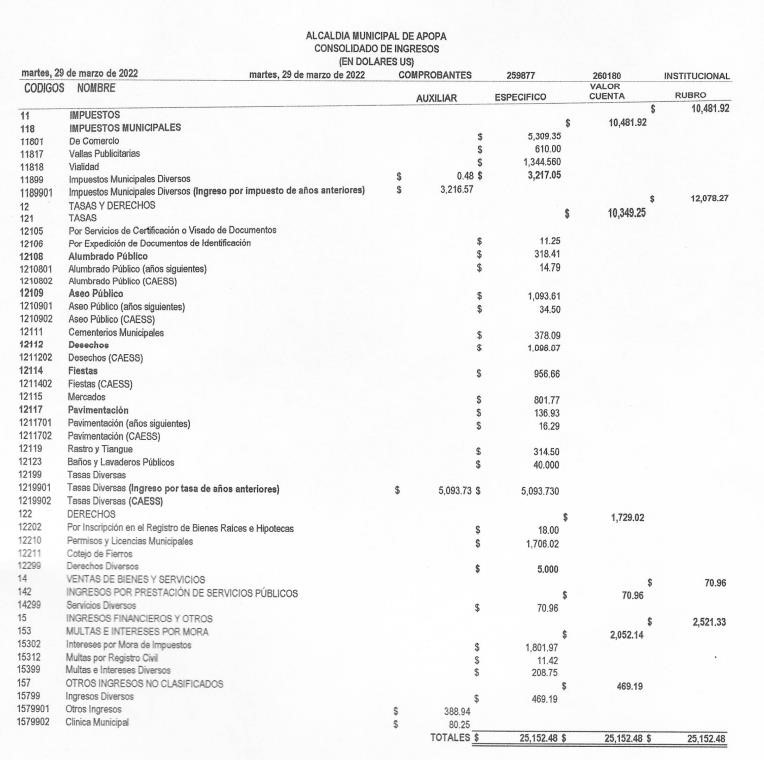 ALCALDIA MUNICIPAL DE APOPA
CONSOLIDADO DE INGRESOS
(EN DOLARES US)
martes, 29 de marzo de 2022 martes, 29 de marzo de 2022 COMPROBANTES 259877 260180 INSTITUCIONAL
CODIGOS NOMBRE AUXILIAR ESPECIFICO VALOR CUENTA RUBRO
11 IMPUESTOS $ 10,481.92
118 IMPUESTOS MUNICIPALES $ 10,481.92
11801 De Comercio $ 5,309.35
11817 Vallas Publicitarias $ 610.00
11818 Vialidad $ 1,344.560
11899 Impuestos Municipales Diversos $ 0.48 $ 3,217.05
1189901 Impuestos Municipales Diversos (Ingreso por impuesto de años anteriores) $ 3,216.57
12 TASAS Y DERECHOS $ 12,078.27
121 TASAS $ 10,349.25
12105 Por Servicios de Certificación o Visado de Documentos
12106 Por Expedición de Documentos de Identificación $ 11.25
12108 Alumbrado Público $ 318.41
1210801 Alumbrado Público (años siguientes) $ 14.79
1210802 Alumbrado Público (CAESS)
12109 Aseo Público $ 1,093.61
1210901 Aseo Público (años siguientes) $ 34.50
1210902 Aseo Público (CAESS)
12111 Cementerios Municipales $ 378.09
12112 Desechos $ 1,096.07
1211202 Desechos (CAESS)
12114 Fiestas $ 956.66
1211402 Fiestas (CAESS)
12115 Mercados $ 801.77
12117 Pavimentación $ 136.93
1211701 Pavimentación (años siguientes) $ 16.29
1211702 Pavimentación (CAESS)
12119 Rastro y Tiangue $ 314.50
12123 Baños y Lavaderos Públicos $ 40.000
12199 Tasas Diversas
1219901 Tasas Diversas (Ingreso por tasa de años anteriores) $ 5,093.73 $ 5,093.730
1219902 Tasas Diversas (CAESS)
122 DERECHOS $ 1,729.02
12202 Por Inscripción en el Registro de Bienes Raices e Hipotecas $ 18.00
12210 Permisos y Licencias Municipales $ 1,706.02
12211 Cotejo de Fierros
12299 Derechos Diversos $ 5.000
14 VENTAS DE BIENES Y SERVICIOS $ 70.96
142 INGRESOS POR PRESTACIÓN DE SERVICIOS PÚBLICOS $ 70.96
14299 Servicios Diversos $ 70.96
15 INGRESOS FINANCIEROS Y OTROS $ 2,521.33
153 MULTAS E INTERESES POR MORA $ 2,052.14
15302 Intereses por Mora de Impuestos $ 1,801.97
15312 Multas por Registro Civil $ 11.42
15399 Multas e Intereses Diversos $ 208.75
157 OTROS INGRESOS NO CLASIFICADOS $ 469.19
15799 Ingresos Diversos $ 469.19
1579901 Otros Ingresos $ 388.94
1579902 Clinica Municipal $ 80.25
TOTALES $ 25,152.48 $ 25,152.48 $ 25,152.48